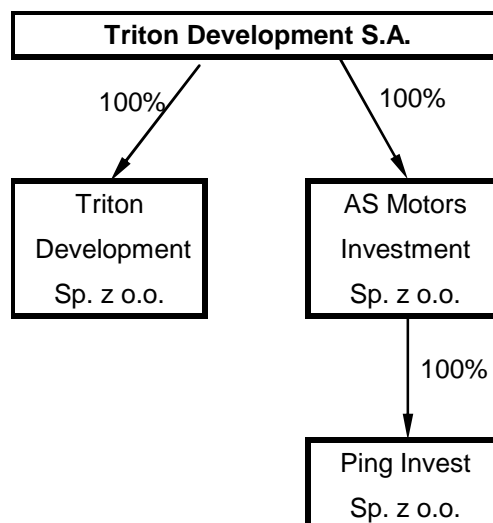 Triton Development S.A.
100%
100%
Triton
Development
Sp. z o.o.
AS Motors
Investment
Sp. z o.o.
100%
Ping Invest
Sp. z o.o.